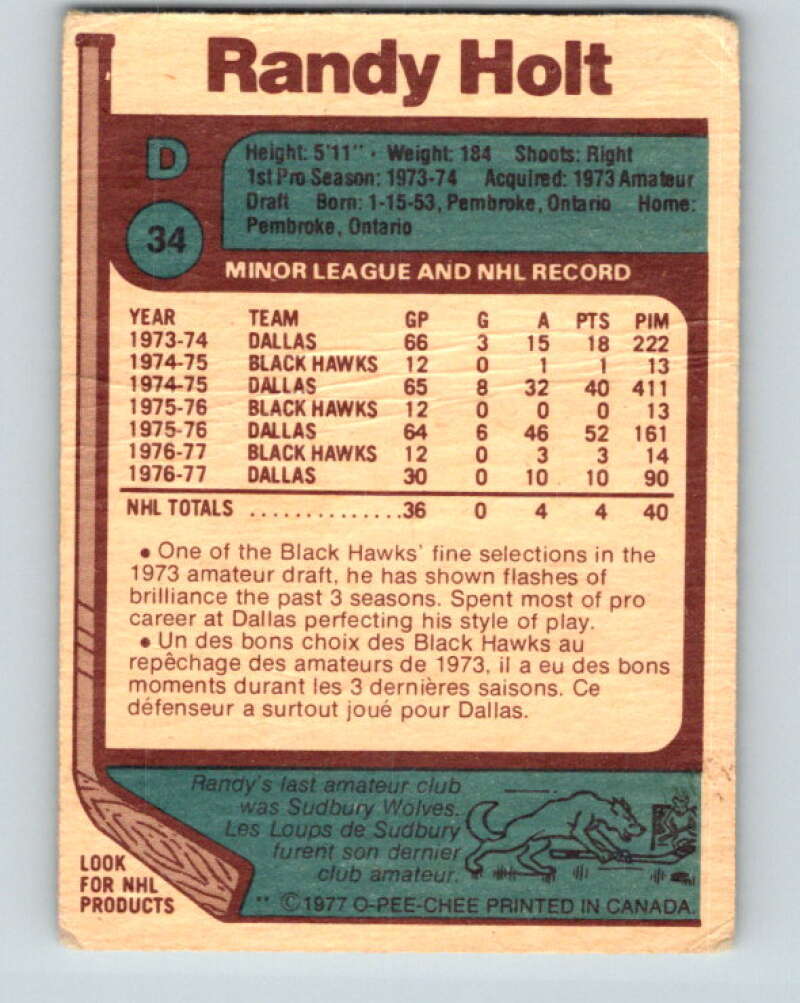 Randy Holt
D
34
Height: 5'11" · Weight: 184 Shoots: Right
1st Pro Season: 1973-74 Acquired: 1973 Amateur
Draft Born: 1-15-53, Pembroke, Ontario Home:
Pembroke, Ontario
MINOR LEAGUE AND NHL RECORD
YEAR TEAM GP G A PTS PIM
1973-74 DALLAS 66 3 15 18 222
1974-75 BLACK HAWKS 12 0 1 1 13
1974-75 DALLAS 65 8 32 40 411
1975-76 BLACK HAWKS 12 0 0 0 13
1975-76 DALLAS 64 6 46 52 161
1976-77 BLACK HAWKS 12 0 3 3 14
1976-77 DALLAS 30 0 10 10 90
NHL TOTALS ..............36 0 4 4 40
• One of the Black Hawks' fine selections in the
1973 amateur draft, he has shown flashes of
brilliance the past 3 seasons. Spent most of pro
career at Dallas perfecting his style of play.
• Un des bons choix des Black Hawks au
repêchage des amateurs de 1973, il a eu des bons
moments durant les 3 dernières saisons. Ce
défenseur a surtout joué pour Dallas.
Randy's last amateur club
was Sudbury Wolves.
Les Loups de Sudbury
furent son dernier
club amateur.
LOOK
FOR NHL
PRODUCTS
** ©1977 O-PEE-CHEE PRINTED IN CANADA.